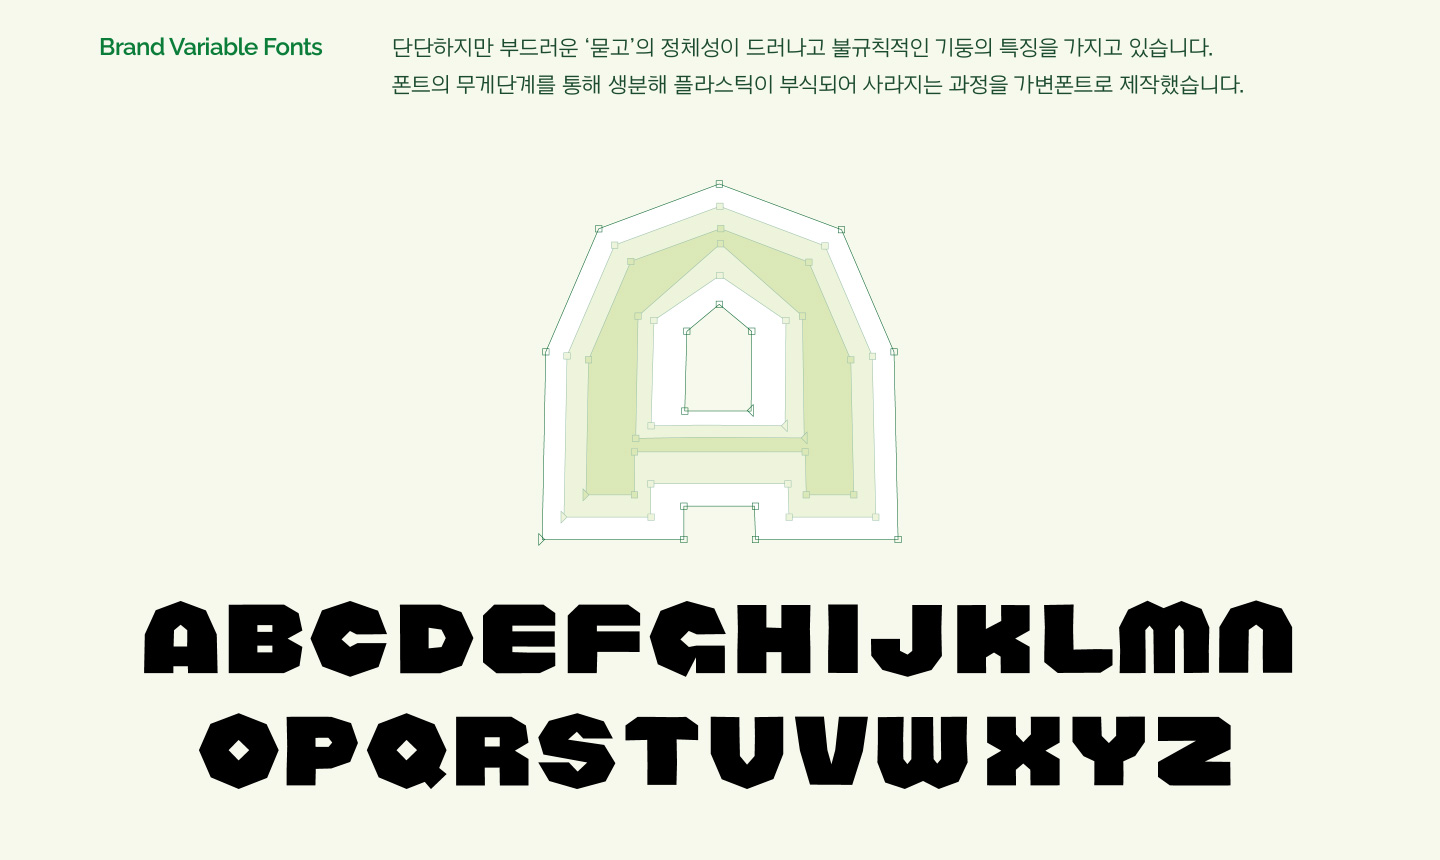 Brand Variable Fonts
단단하지만 부드러운 ‘묻고’의 정체성이 드러나고 불규칙적인 기둥의 특징을 가지고 있습니다.
폰트의 무게단계를 통해 생분해 플라스틱이 부식되어 사라지는 과정을 가변폰트로 제작했습니다.
ABCDEFGHIJKLMN
OPQRSTUVWXYZ